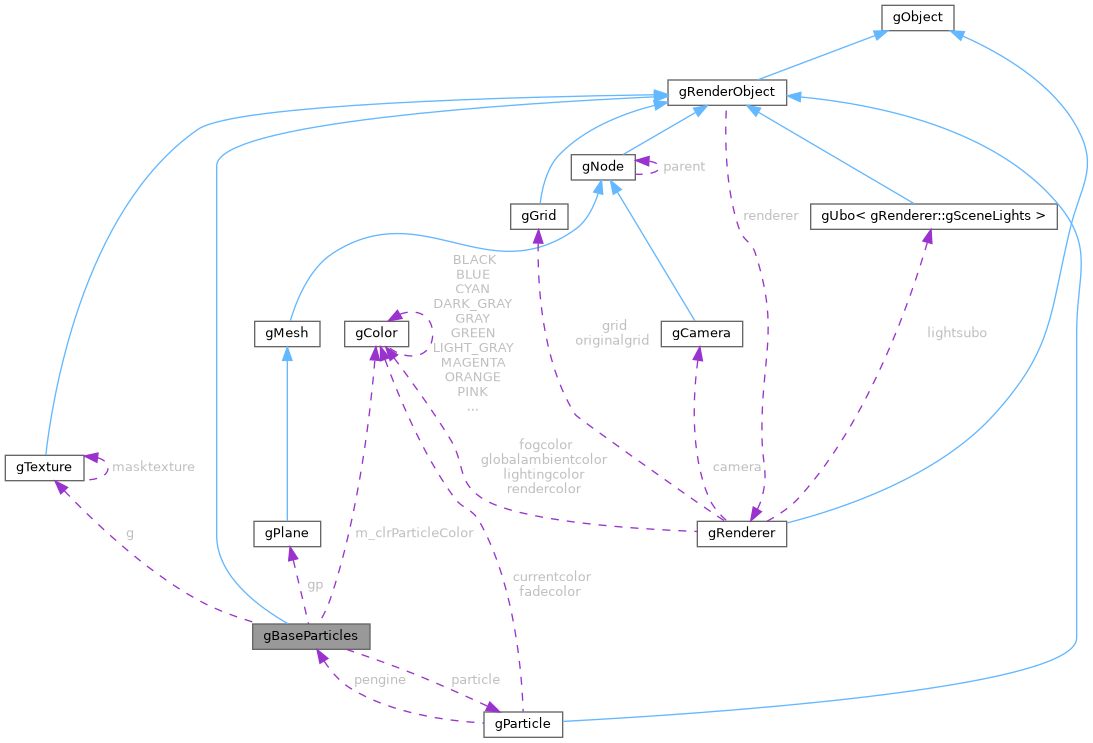 gObject
gRenderObject
gNode
parent
gGrid
renderer
gUbo< gRenderer::gSceneLights >
BLACK
BLUE
CYAN
DARK_GRAY
GRAY
GREEN
LIGHT_GRAY
MAGENTA
ORANGE
PINK
...
gMesh
gColor
grid
originalgrid
gCamera
lightsubo
gTexture
masktexture
fogcolor
globalambientcolor
lightingcolor
rendercolor
camera
g
gPlane
m_clrParticleColor
gRenderer
gp
currentcolor
fadecolor
gBaseParticles
pengine
particle
gParticle